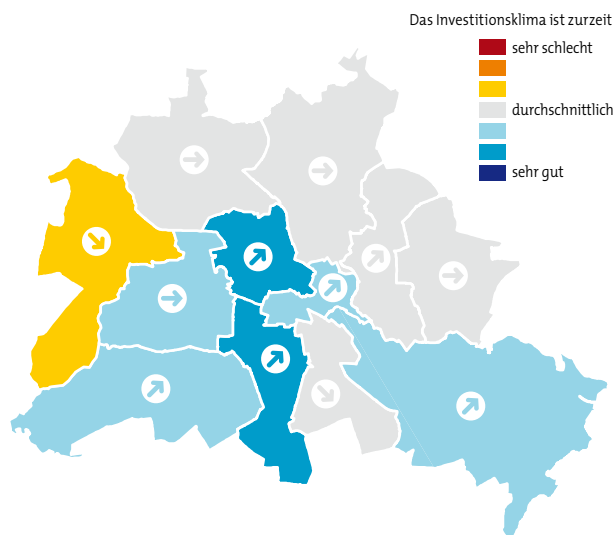 Das Investitionsklima ist zurzeit
sehr schlecht
durchschnittlich
sehr gut